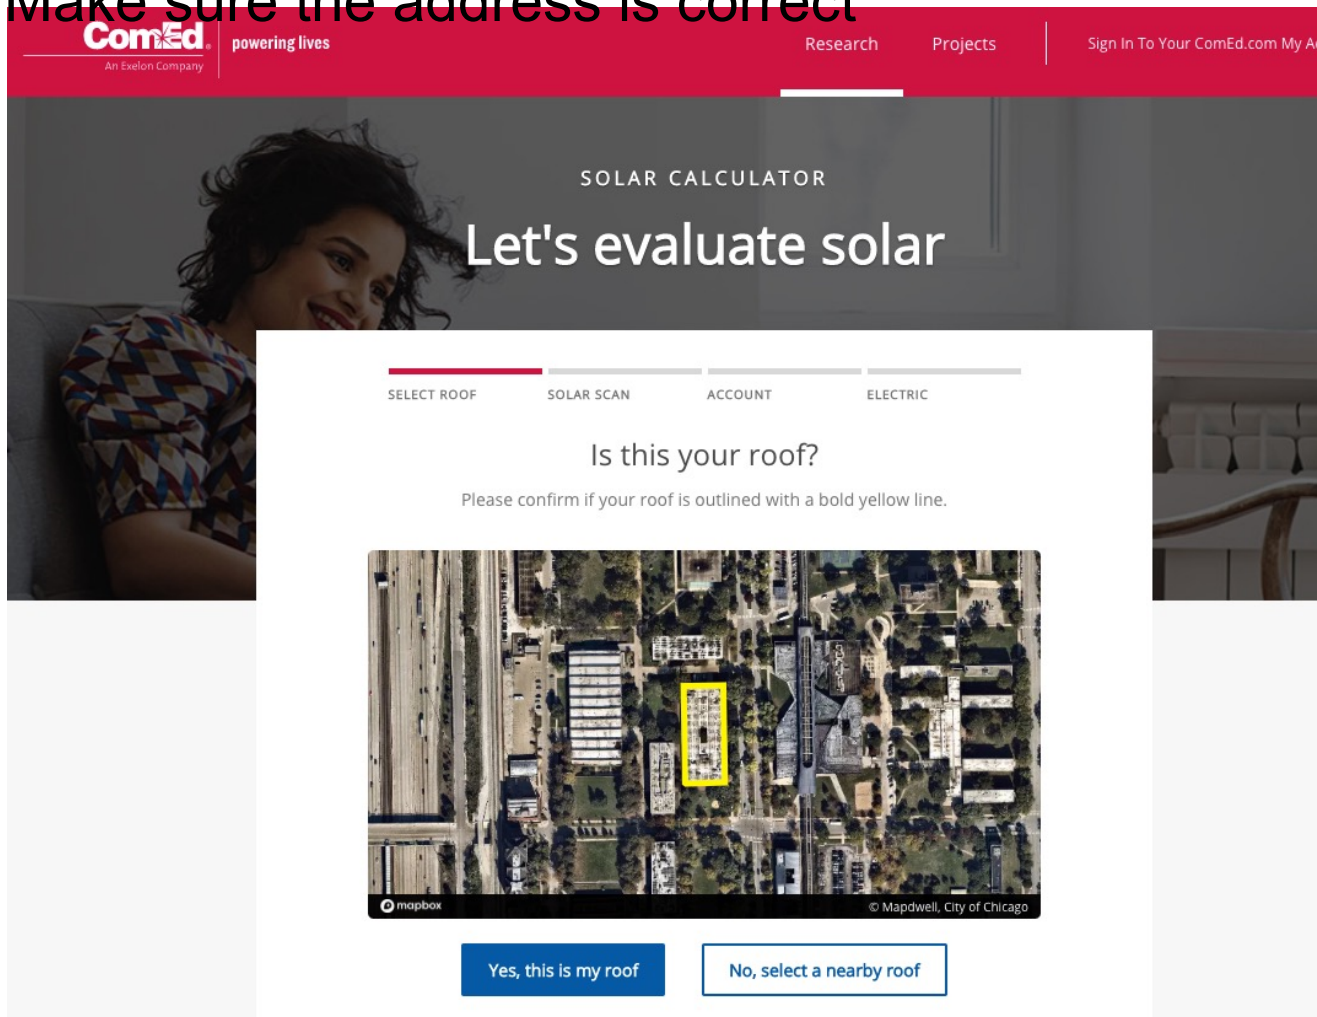 Make sure the address is correct
ComEd.
powering lives
An Exelon Company
Research
Projects
Sign In To Your ComEd.com My A
SOLAR CALCULATOR
Let's evaluate solar
SELECT ROOF
SOLAR SCAN
ACCOUNT
ELECTRIC
Is this your roof?
Please confirm if your roof is outlined with a bold yellow line.
mapbox
© Mapdwell, City of Chicago
Yes, this is my roof
No, select a nearby roof